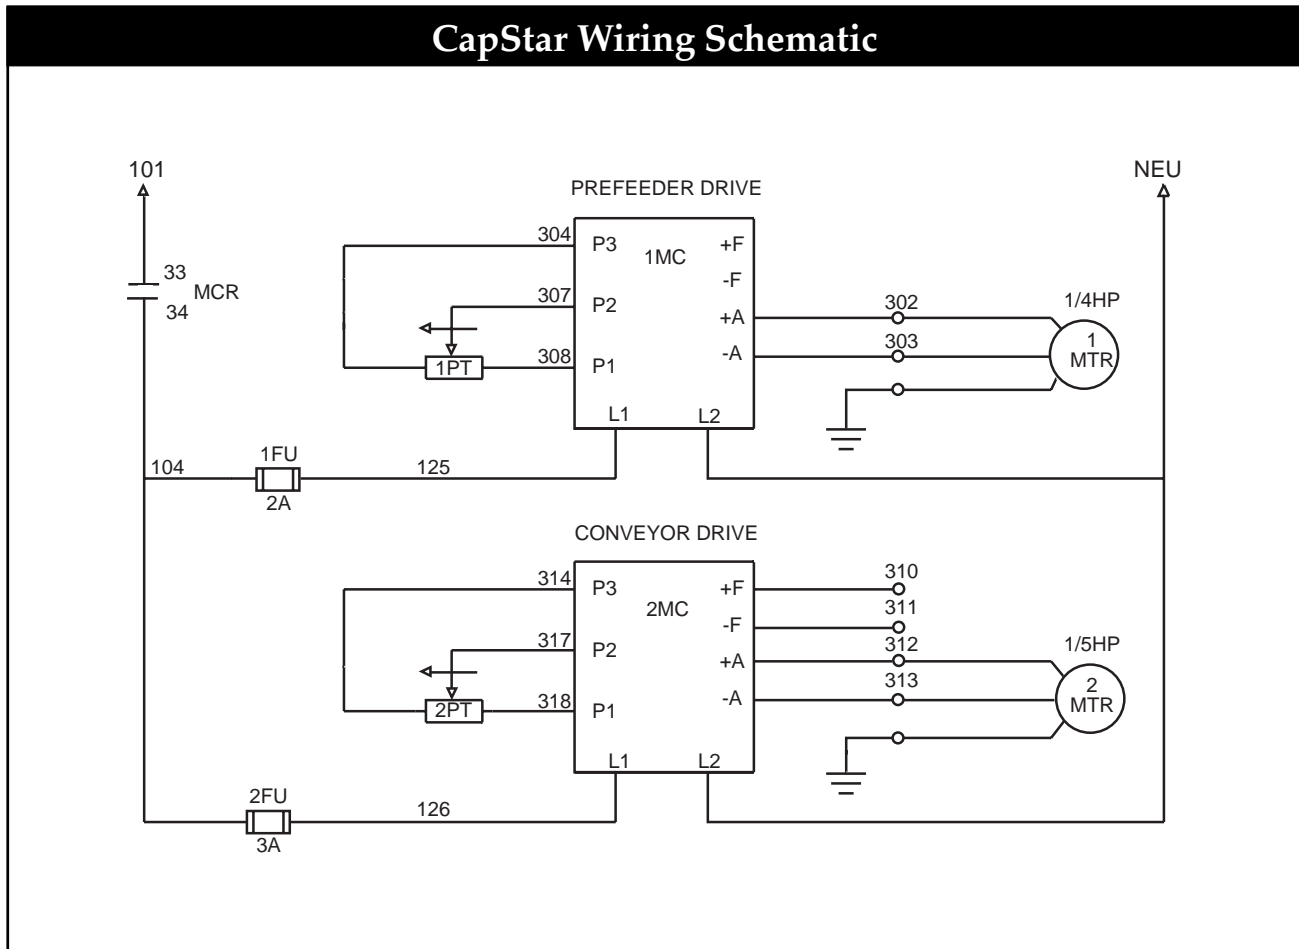 CapStar Wiring Schematic
101
NEU
PREFEEDER DRIVE
304
P3
1MC
+F
-F
33
MCR
34
307
P2
+A
302
1/4HP
303
1
MTR
308
1PT
P1
-A
L1
L2
1FU
104
125
2A
CONVEYOR DRIVE
314
P3
2MC
+F
310
-F
311
317
P2
+A
312
1/5HP
313
2
MTR
318
2PT
P1
-A
L1
L2
2FU
126
3A